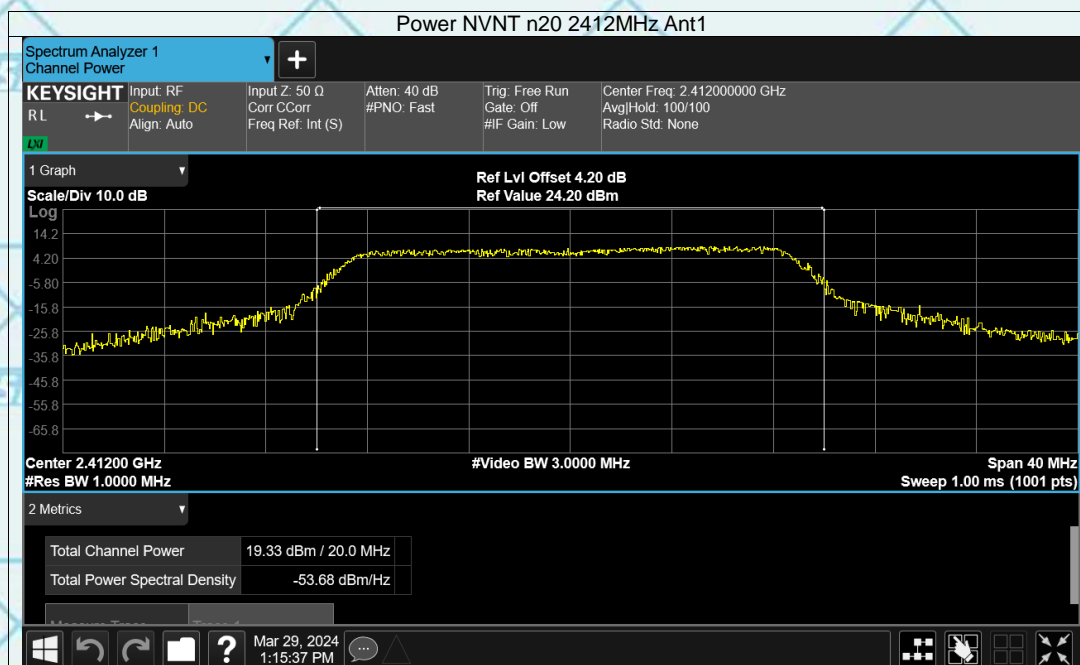 Power NVNT n20 2412MHz Ant1
Spectrum Analyzer 1
Channel Power
+
KEYSIGHT
RL
LXI
Input: RF
Coupling: DC
Align: Auto
Input Z: 50 Ω
Corr CCorr
Freq Ref: Int (S)
Atten: 40 dB
#PNO: Fast
Trig: Free Run
Gate: Off
#IF Gain: Low
Center Freq: 2.412000000 GHz
Avg|Hold: 100/100
Radio Std: None
1 Graph
Scale/Div 10.0 dB
Ref Lvl Offset 4.20 dB
Ref Value 24.20 dBm
Log
14.2
4.20
-5.80
-15.8
-25.8
-35.8
-45.8
-55.8
-65.8
Center 2.41200 GHz
#Video BW 3.0000 MHz
Span 40 MHz
#Res BW 1.0000 MHz
Sweep 1.00 ms (1001 pts)
2 Metrics
Total Channel Power 19.33 dBm / 20.0 MHz
Total Power Spectral Density -53.68 dBm/Hz
?
Mar 29, 2024
1:15:37 PM